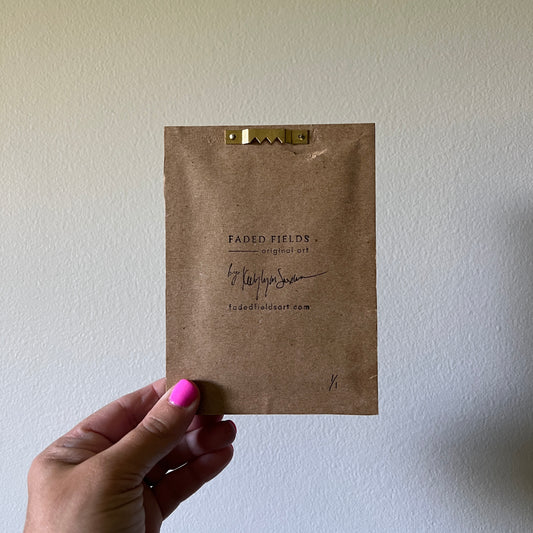 FADED FIELDS
original art
by:
fadedfieldsart.com
1/1